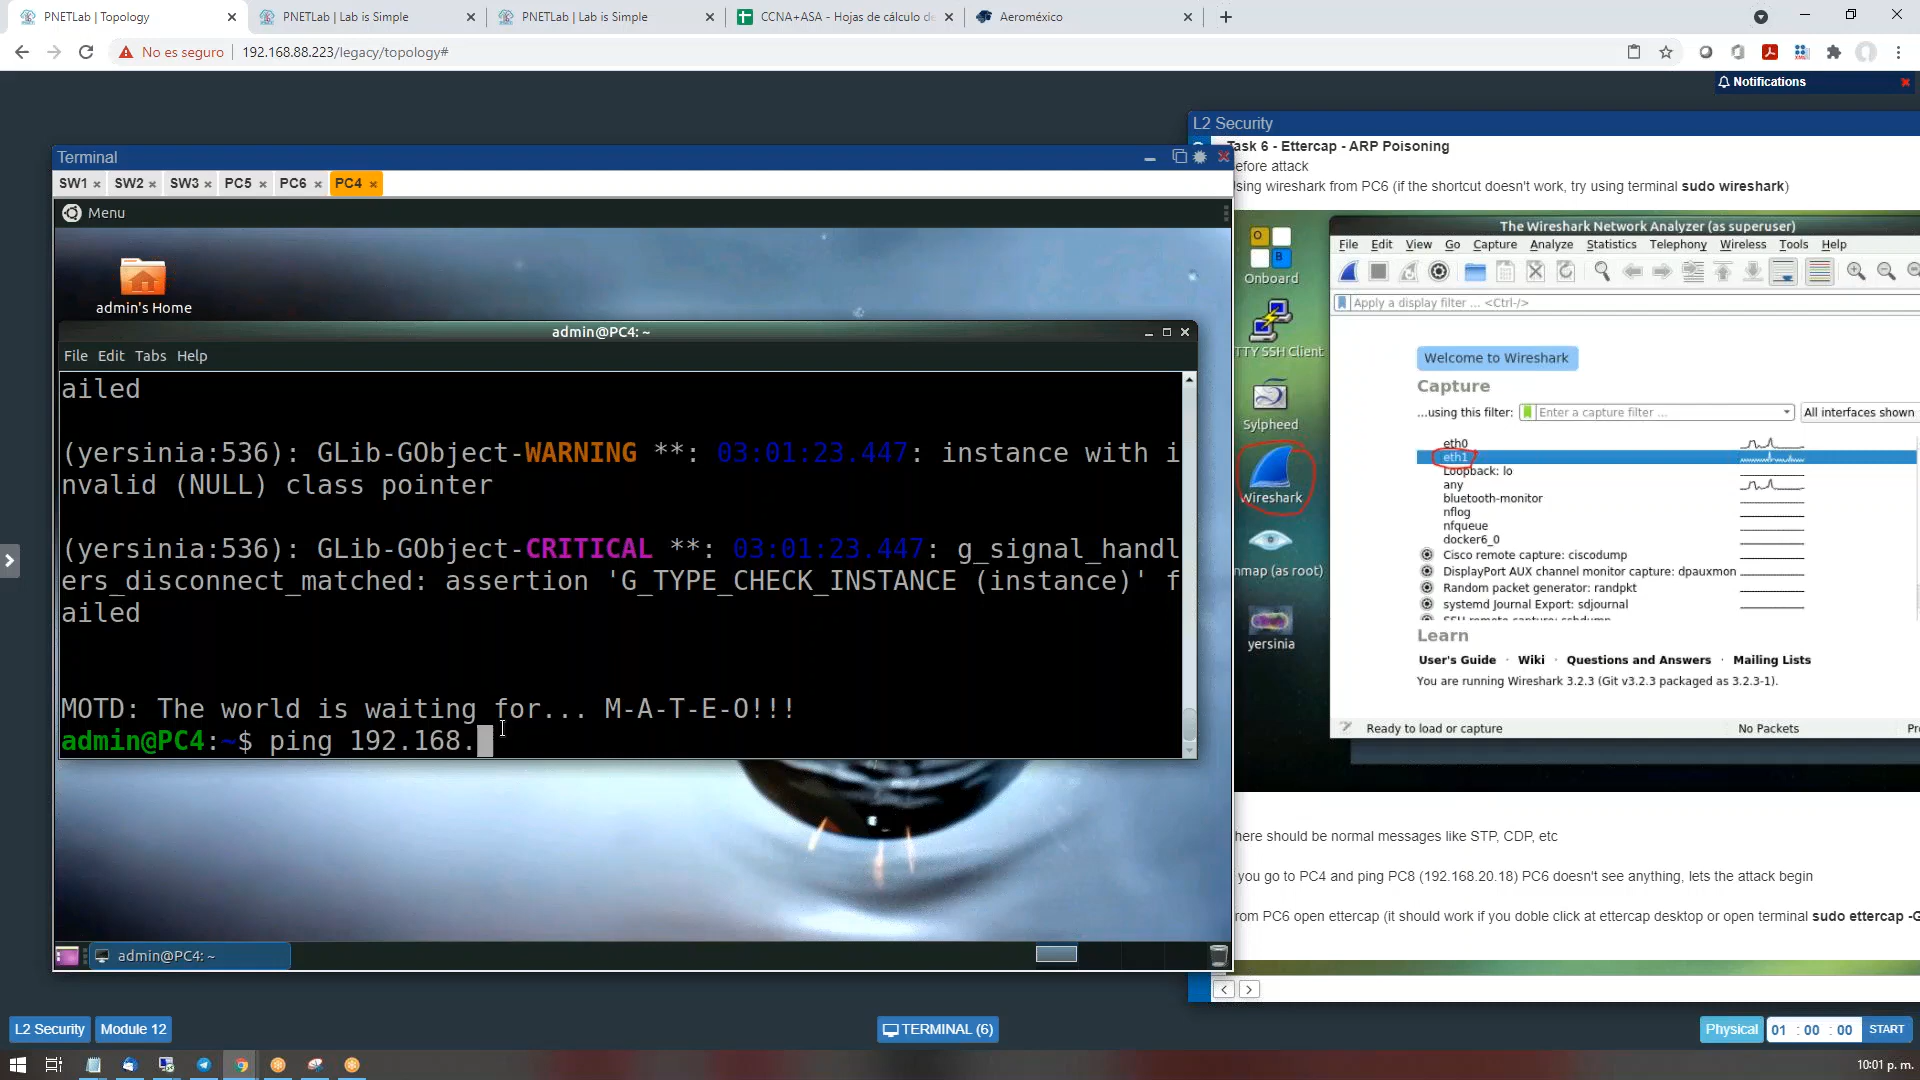 PNETLab | Topology
PNETLab | Lab is Simple
PNETLab | Lab is Simple
CCNA+ASA - Hojas de cálculo de
Aeroméxico
No es seguro
192.168.88.223/legacy/topology#
Notifications
L2 Security
Terminal
SW1
SW2
SW3
PC5
PC6
PC4
Menu
admin's Home
admin@PC4: ~
File Edit Tabs Help
ailed
(yersinia:536): GLib-GObject-WARNING **: 03:01:23.447: instance with i
nvalid (NULL) class pointer
(yersinia:536): GLib-GObject-CRITICAL **: 03:01:23.447: g_signal_handl
ers_disconnect_matched: assertion 'G_TYPE_CHECK_INSTANCE (instance)' f
ailed
MOTD: The world is waiting for... M-A-T-E-O!!!
admin@PC4:~$ ping 192.168.
admin@PC4: ~
Task 6 - Ettercap - ARP Poisoning
efore attack
sing wireshark from PC6 (if the shortcut doesn't work, try using terminal sudo wireshark)
Onboard
TTY SSH Client
Sylpheed
Wireshark
nmap (as root)
yersinia
The Wireshark Network Analyzer (as superuser)
File Edit View Go Capture Analyze Statistics Telephony Wireless Tools Help
Apply a display filter ... <Ctrl-/>
Welcome to Wireshark
Capture
...using this filter:
Enter a capture filter ...
All interfaces shown
eth0
eth1
Loopback: lo
any
bluetooth-monitor
nflog
nfqueue
docker6_0
Cisco remote capture: ciscodump
DisplayPort AUX channel monitor capture: dpauxmon
Random packet generator: randpkt
systemd Journal Export: sdjournal
SSH remote capture: sshdump
Learn
User's Guide · Wiki · Questions and Answers · Mailing Lists
You are running Wireshark 3.2.3 (Git v3.2.3 packaged as 3.2.3-1).
Ready to load or capture
No Packets
Pr
here should be normal messages like STP, CDP, etc
you go to PC4 and ping PC8 (192.168.20.18) PC6 doesn't see anything, lets the attack begin
rom PC6 open ettercap (it should work if you doble click at ettercap desktop or open terminal sudo ettercap -G
L2 Security
Module 12
TERMINAL (6)
Physical
01 : 00 : 00
START
10:01 p. m.